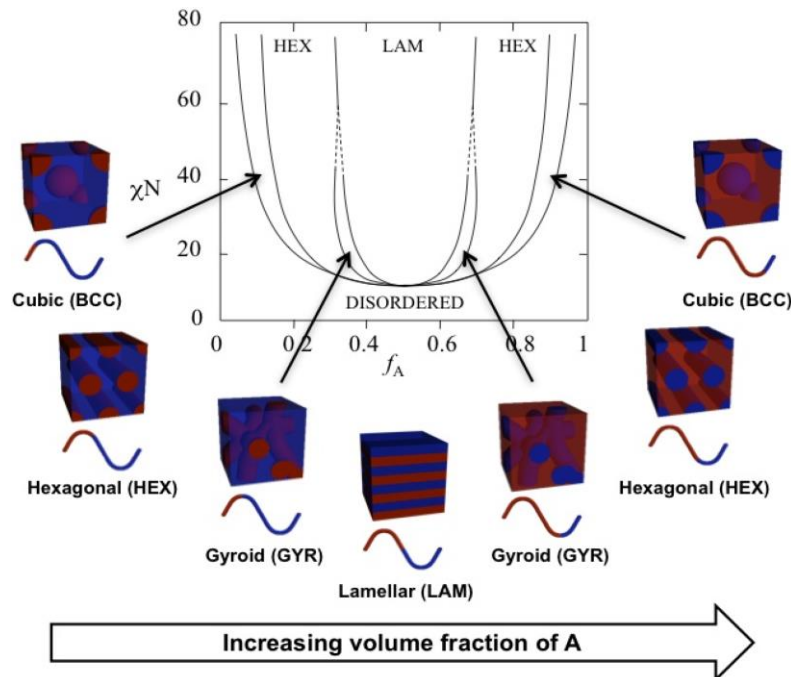 80
HEX LAM HEX
60
χN
40
20
DISORDERED
0
0 0.2 0.4 0.6 0.8 1
f_A
Cubic (BCC)
Cubic (BCC)
Hexagonal (HEX)
Gyroid (GYR)
Lamellar (LAM)
Gyroid (GYR)
Hexagonal (HEX)
Increasing volume fraction of A